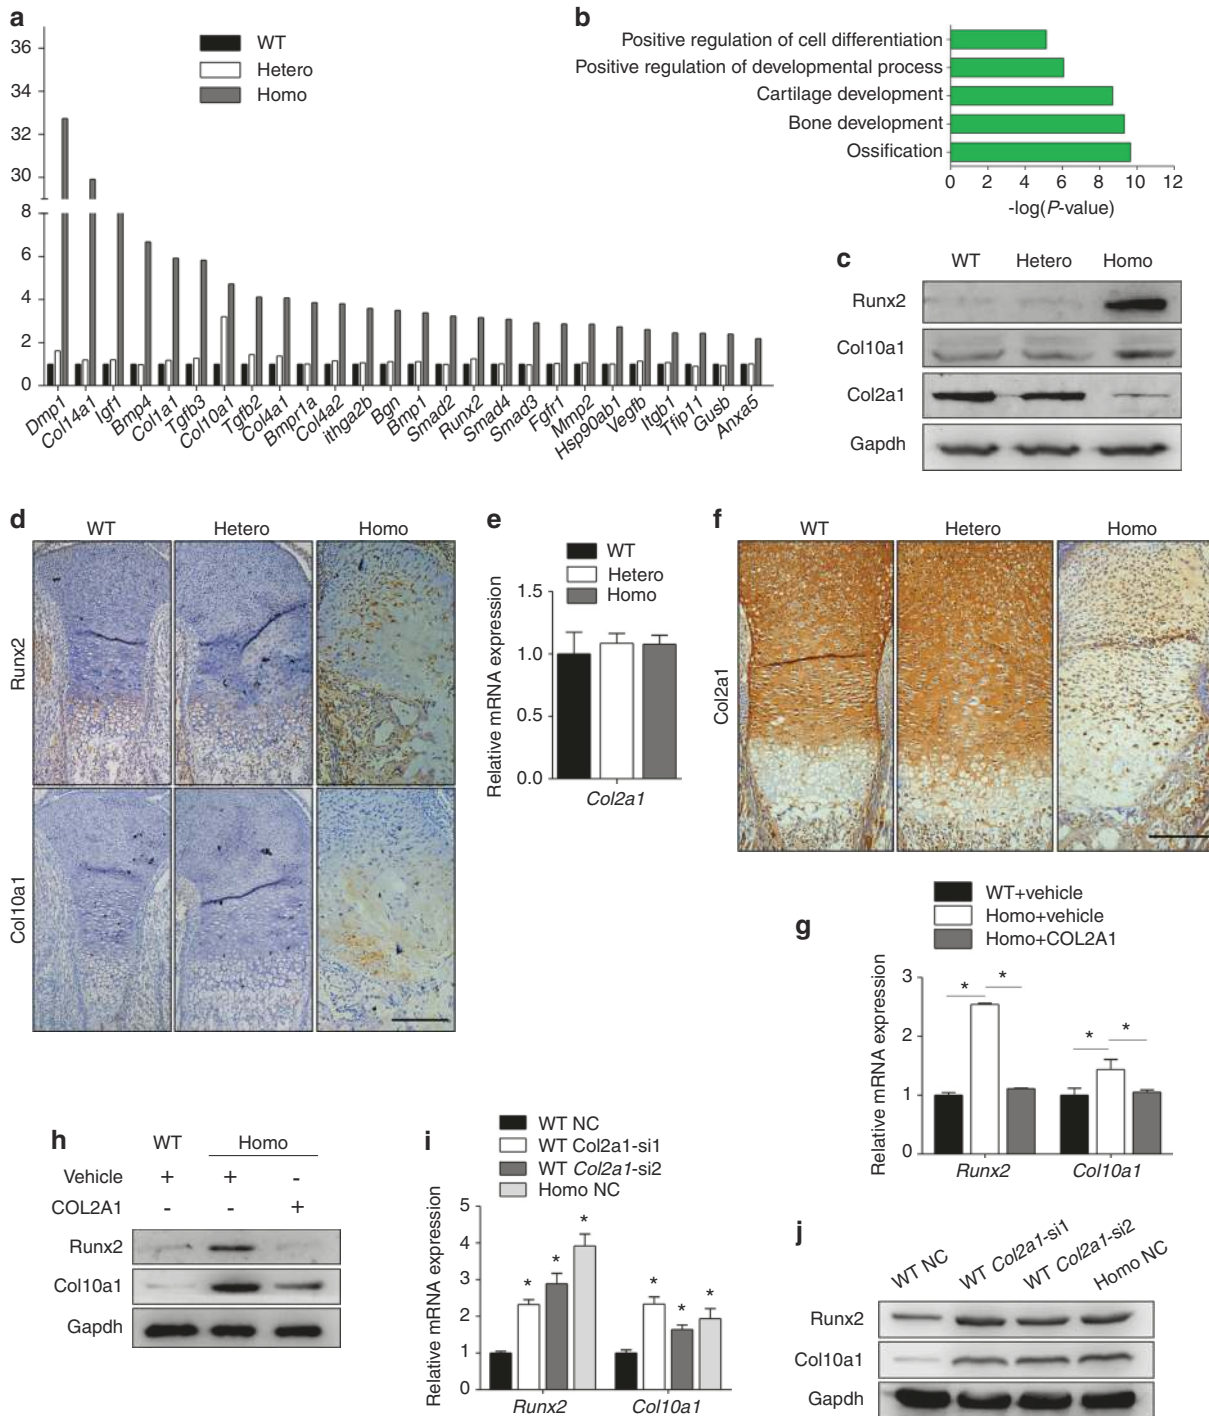 a
36
34
32
30
8
6
4
2
0
WT
Hetero
Homo
Dmp1
Col14a1
Igf1
Bmp4
Col1a1
Tgfb3
Col10a1
Tgfb2
Col4a1
Bmpr1a
Col4a2
ithga2b
Bgn
Bmp1
Smad2
Runx2
Smad4
Smad3
Fgfr1
Mmp2
Hsp90ab1
Vegfb
Itgb1
Tfip11
Gusb
Anxa5
b
Positive regulation of cell differentiation
Positive regulation of developmental process
Cartilage development
Bone development
Ossification
0 2 4 6 8 10 12
-log(P-value)
c
WT Hetero Homo
Runx2
Col10a1
Col2a1
Gapdh
d
WT Hetero Homo
Runx2
Col10a1
e
WT
Hetero
Homo
Relative mRNA expression
1.5
1.0
0.5
0.0
Col2a1
f
WT Hetero Homo
Col2a1
g
WT+vehicle
Homo+vehicle
Homo+COL2A1
Relative mRNA expression
3
2
1
0
* *
* *
Runx2 Col10a1
h
WT Homo
Vehicle + + -
COL2A1 - - +
Runx2
Col10a1
Gapdh
i
WT NC
WT Col2a1-si1
WT Col2a1-si2
Homo NC
Relative mRNA expression
5
4
3
2
1
0
* * *
* * *
Runx2 Col10a1
j
WT NC
WT Col2a1-si1
WT Col2a1-si2
Homo NC
Runx2
Col10a1
Gapdh